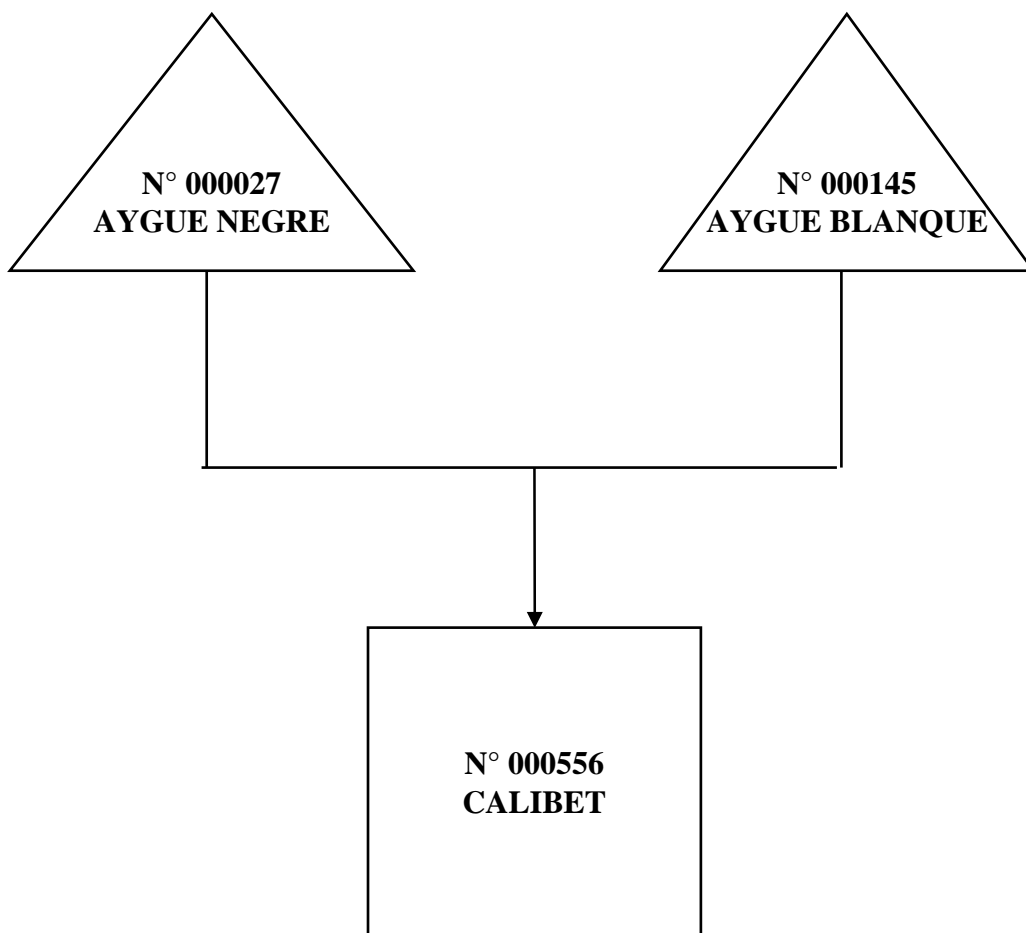 N° 000027
AYGUE NEGRE
N° 000145
AYGUE BLANQUE
N° 000556
CALIBET